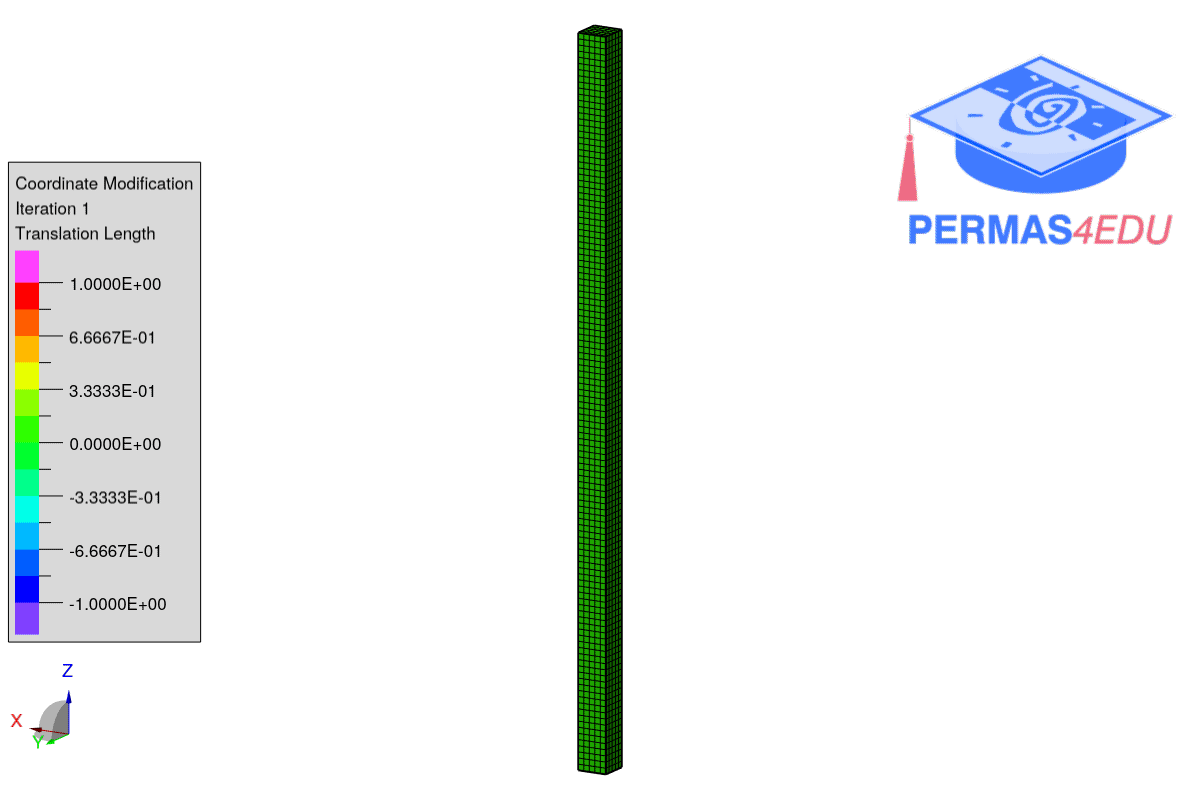 Coordinate Modification
Iteration 1
Translation Length
1.0000E+00
6.6667E-01
3.3333E-01
0.0000E+00
-3.3333E-01
-6.6667E-01
-1.0000E+00
Z
X
Y
PERMAS4EDU